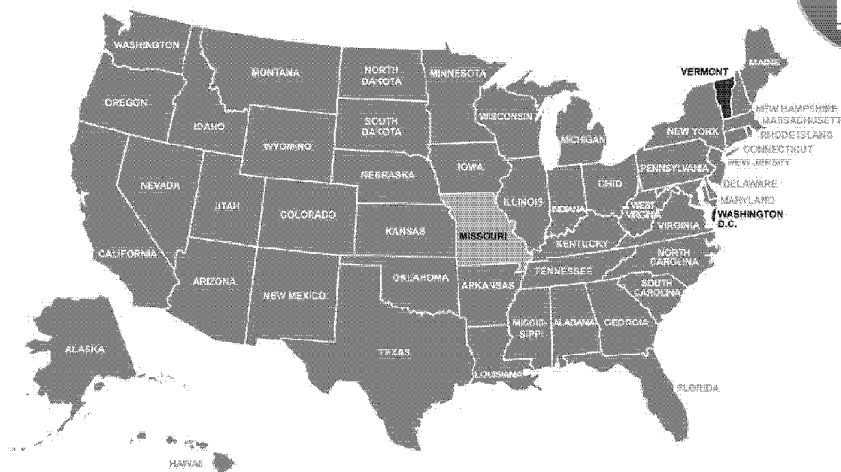 WASHINGTON
MONTANA
NORTH
DAKOTA
MINNESOTA
VERMONT
MAINE
OREGON
IDAHO
SOUTH
DAKOTA
WISCONSIN
MICHIGAN
NEW YORK
NEW HAMPSHIRE
MASSACHUSETT
RHODE ISLAND
CONNECTICUT
NEW JERSEY
WYOMING
NEBRASKA
IOWA
PENNSYLVANIA
DELAWARE
MARYLAND
NEVADA
UTAH
COLORADO
KANSAS
MISSOURI
ILLINOIS
INDIANA
OHIO
WEST
VIRGINIA
VIRGINIA
WASHINGTON
D.C.
CALIFORNIA
KENTUCKY
NORTH
CAROLINA
ARIZONA
NEW MEXICO
OKLAHOMA
ARKANSAS
TENNESSEE
SOUTH
CAROLINA
MISSIS-
SIPPI
ALABAMA
GEORGIA
ALASKA
TEXAS
LOUISIANA
FLORIDA
HAWAII